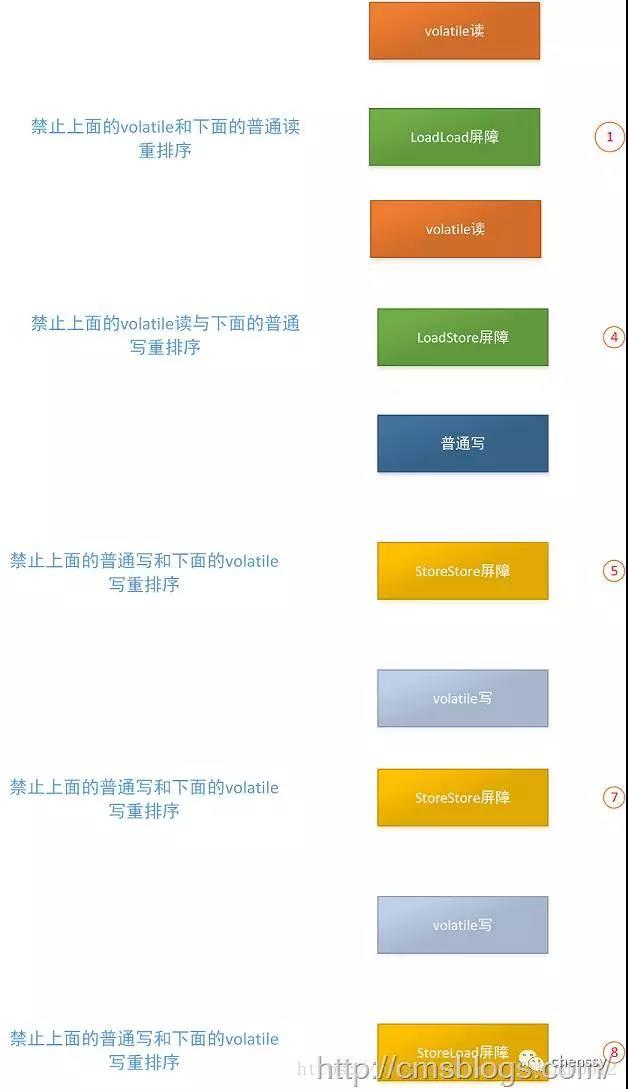 volatile读
禁止上面的volatile和下面的普通读
重排序
LoadLoad屏障
1
volatile读
禁止上面的volatile读与下面的普通
写重排序
LoadStore屏障
4
普通写
禁止上面的普通写和下面的volatile
写重排序
StoreStore屏障
5
volatile写
禁止上面的普通写和下面的volatile
写重排序
StoreStore屏障
7
volatile写
禁止上面的普通写和下面的volatile
写重排序
StoreLoad屏障
8
chenssy
http://cmsblogs.com/